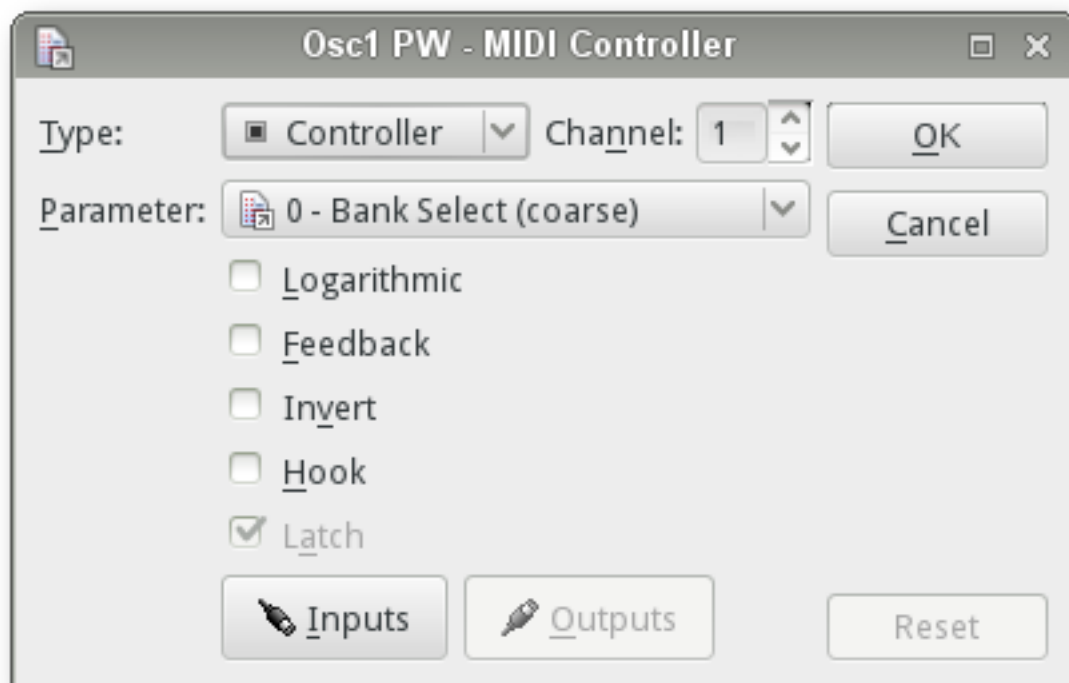 Osc1 PW - MIDI Controller
Type: Controller Channel: 1 OK
Parameter: 0 - Bank Select (coarse) Cancel
Logarithmic
Feedback
Invert
Hook
Latch
Inputs Outputs Reset